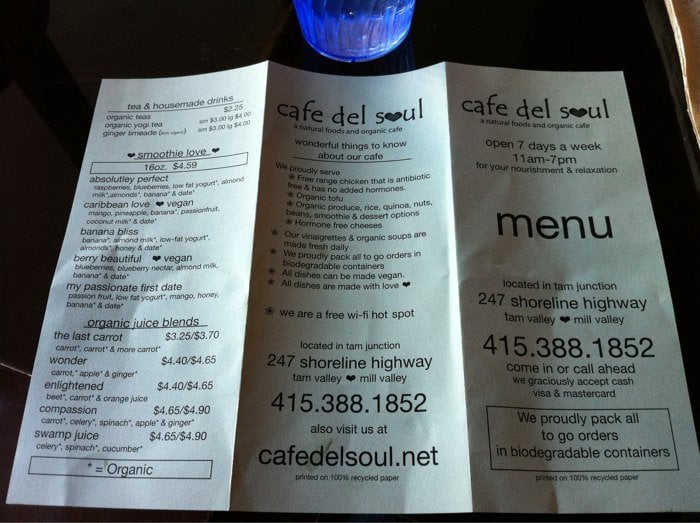 tea & housemade drinks
organic teas $2.25
organic yogi tea sm $3.00 lg $4.00
ginger limeade sm $3.00 lg $4.00
❤ smoothie love ❤
16oz. $4.59
absolutley perfect
raspberries, blueberries, low fat yogurt*, almond
milk*,almonds*, banana* & date*
caribbean love ❤ vegan
mango, pineapple, banana*, passionfruit,
coconut milk* & date*
banana bliss
banana*, almond milk*, low-fat yogurt*,
almonds*, honey & date*
berry beautiful ❤ vegan
blueberries, blueberry nectar, almond milk,
banana* & date*
my passionate first date
passion fruit, low fat yogurt*, mango, honey,
banana* & date*
organic juice blends
the last carrot $3.25/$3.70
carrot*, carrot* & more carrot*
wonder $4.40/$4.65
carrot,* apple* & ginger*
enlightened $4.40/$4.65
beet*, carrot* & orange juice
compassion $4.65/$4.90
carrot*, celery*, spinach*, apple* & ginger*
swamp juice $4.65/$4.90
celery*, spinach*, cucumber*
* = Organic
cafe del s❤ul
a natural foods and organic cafe
wonderful things to know
about our cafe
We proudly serve
❀ Free range chicken that is antibiotic
free & has no added hormones.
❀ Organic tofu
❀ Organic produce, rice, quinoa, nuts,
beans, smoothie & dessert options
❀ Hormone free cheeses
❀ Our vinaigrettes & organic soups are
made fresh daily
❀ We proudly pack all to go orders in
biodegradable containers
❀ All dishes can be made vegan.
❀ All dishes are made with love ❤
❀ we are a free wi-fi hot spot
located in tam junction
247 shoreline highway
tam valley ❤ mill valley
415.388.1852
also visit us at
cafedelsoul.net
printed on 100% recycled paper
cafe del s❤ul
a natural foods and organic cafe
open 7 days a week
11am-7pm
for your nourishment & relaxation
menu
located in tam junction
247 shoreline highway
tam valley ❤ mill valley
415.388.1852
come in or call ahead
we graciously accept cash
visa & mastercard
We proudly pack all
to go orders
in biodegradable containers
printed on 100% recycled paper